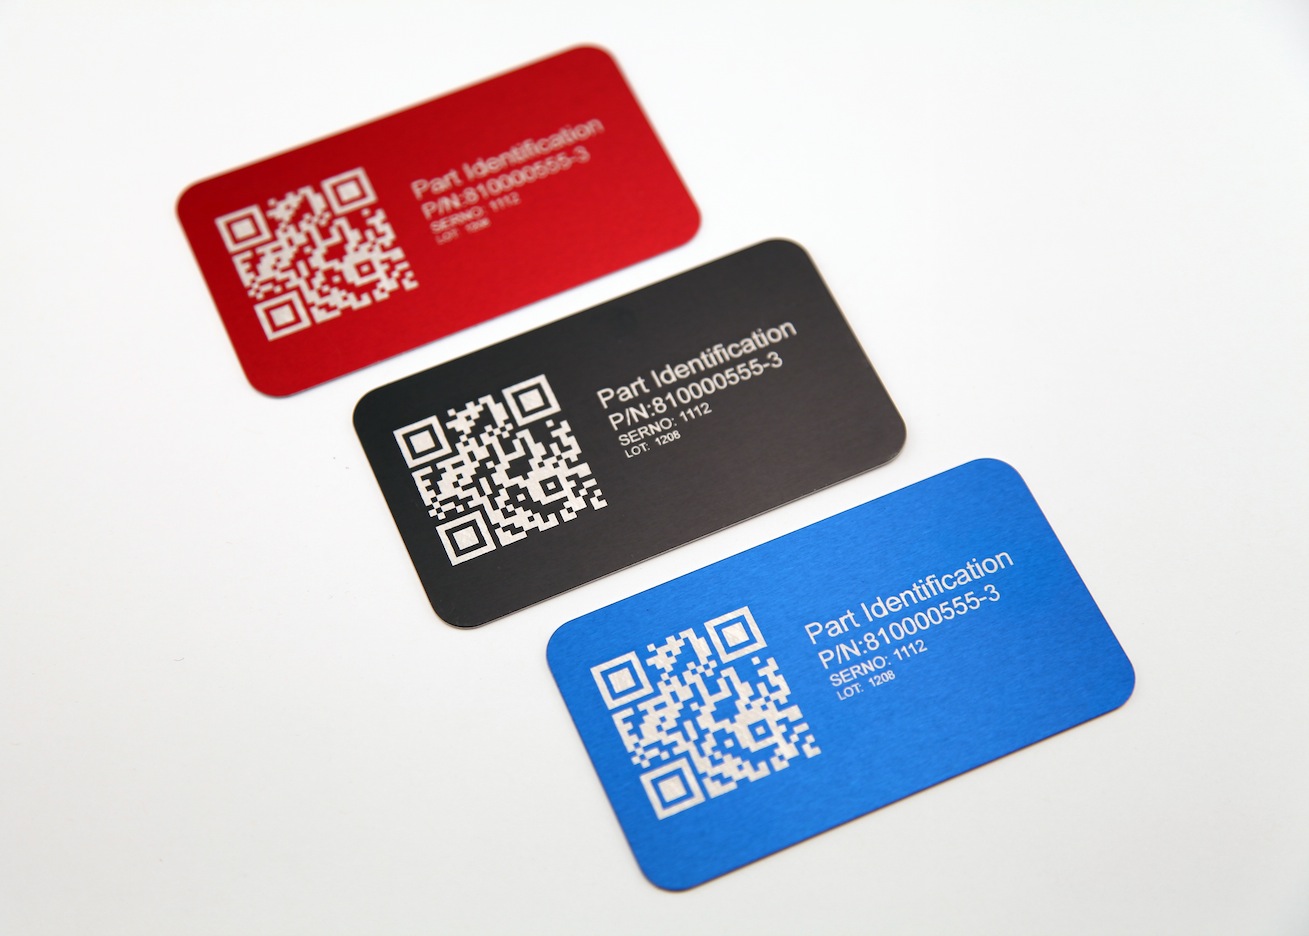 Part Identification
P/N:810000555-3
SERNO: 1112
LOT: 1208
Part Identification
P/N:810000555-3
SERNO: 1112
LOT: 1208
Part Identification
P/N:810000555-3
SERNO: 1112
LOT: 1208